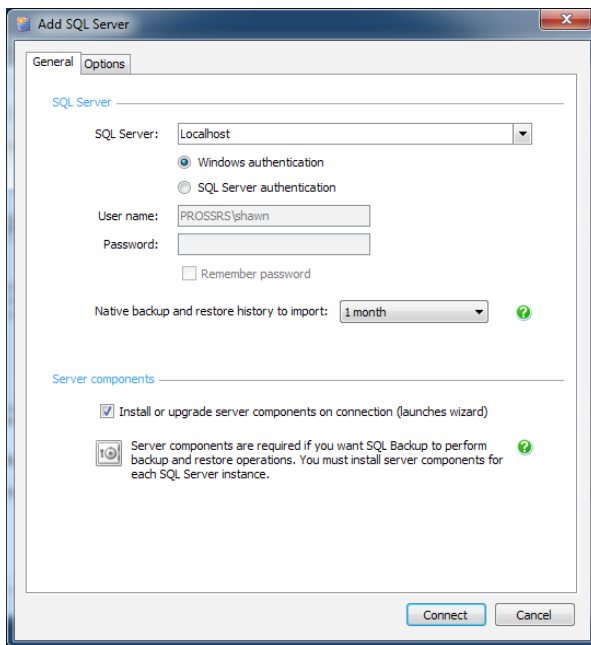 Add SQL Server
General Options
SQL Server
SQL Server: Localhost
Windows authentication
SQL Server authentication
User name: PROSSRS\shawn
Password:
Remember password
Native backup and restore history to import: 1 month
Server components
Install or upgrade server components on connection (launches wizard)
Server components are required if you want SQL Backup to perform
backup and restore operations. You must install server components for
each SQL Server instance.
Connect Cancel